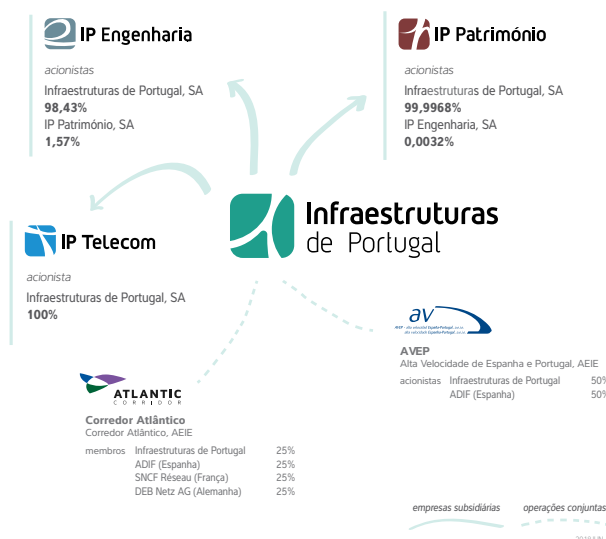 IP Engenharia
acionistas
Infraestruturas de Portugal, SA
98,43%
IP Património, SA
1,57%
IP Património
acionistas
Infraestruturas de Portugal, SA
99,9968%
IP Engenharia, SA
0,0032%
Infraestruturas
de Portugal
IP Telecom
acionista
Infraestruturas de Portugal, SA
100%
av
AVEP
Alta Velocidade de Espanha e Portugal, AEIE
acionistas Infraestruturas de Portugal 50%
ADIF (Espanha) 50%
ATLANTIC
CORRIDOR
Corredor Atlântico
Corredor Atlântico, AEIE
membros Infraestruturas de Portugal 25%
ADIF (Espanha) 25%
SNCF Réseau (França) 25%
DEB Netz AG (Alemanha) 25%
empresas subsidiárias operações conjuntas